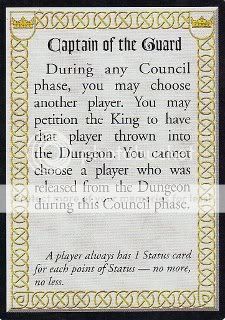 Captain of the Guard
During any Council
phase, you may choose
another player. You may
petition the King to have
that player thrown into
the Dungeon. You cannot
choose a player who was
released from the Dungeon
during this Council phase.
A player always has 1 Status card
for each point of Status — no more,
no less.